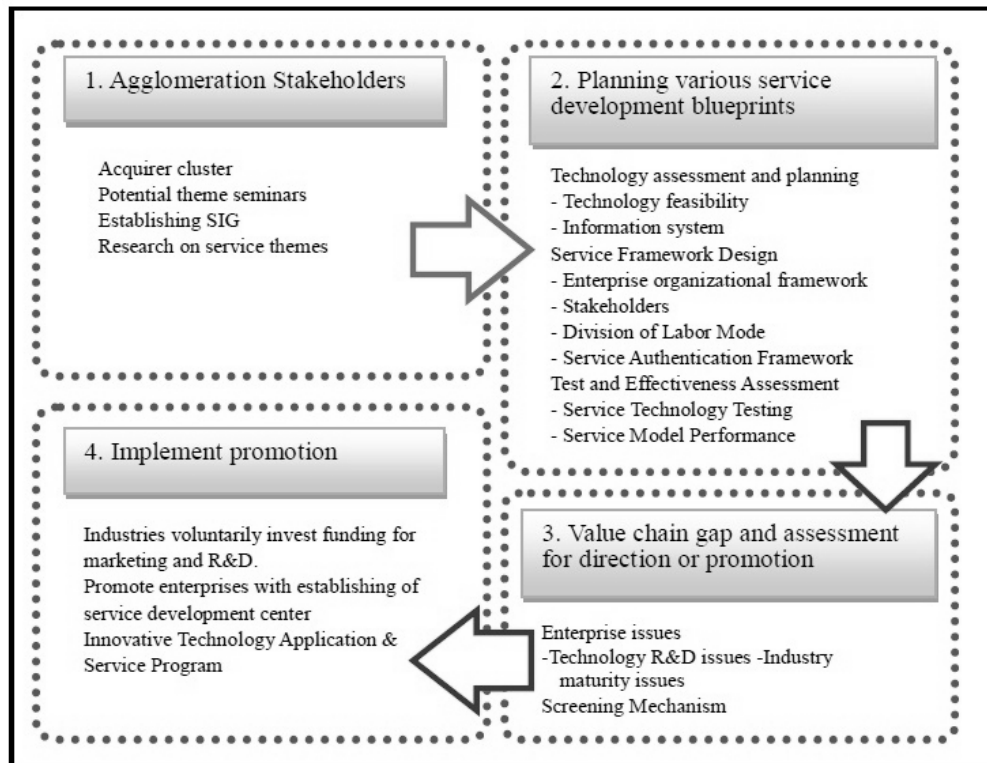 1. Agglomeration Stakeholders
Acquirer cluster
Potential theme seminars
Establishing SIG
Research on service themes
2. Planning various service
development blueprints
Technology assessment and planning
- Technology feasibility
- Information system
Service Framework Design
- Enterprise organizational framework
- Stakeholders
- Division of Labor Mode
- Service Authentication Framework
Test and Effectiveness Assessment
- Service Technology Testing
- Service Model Performance
3. Value chain gap and assessment
for direction or promotion
Enterprise issues
-Technology R&D issues -Industry
maturity issues
Screening Mechanism
4. Implement promotion
Industries voluntarily invest funding for
marketing and R&D.
Promote enterprises with establishing of
service development center
Innovative Technology Application &
Service Program